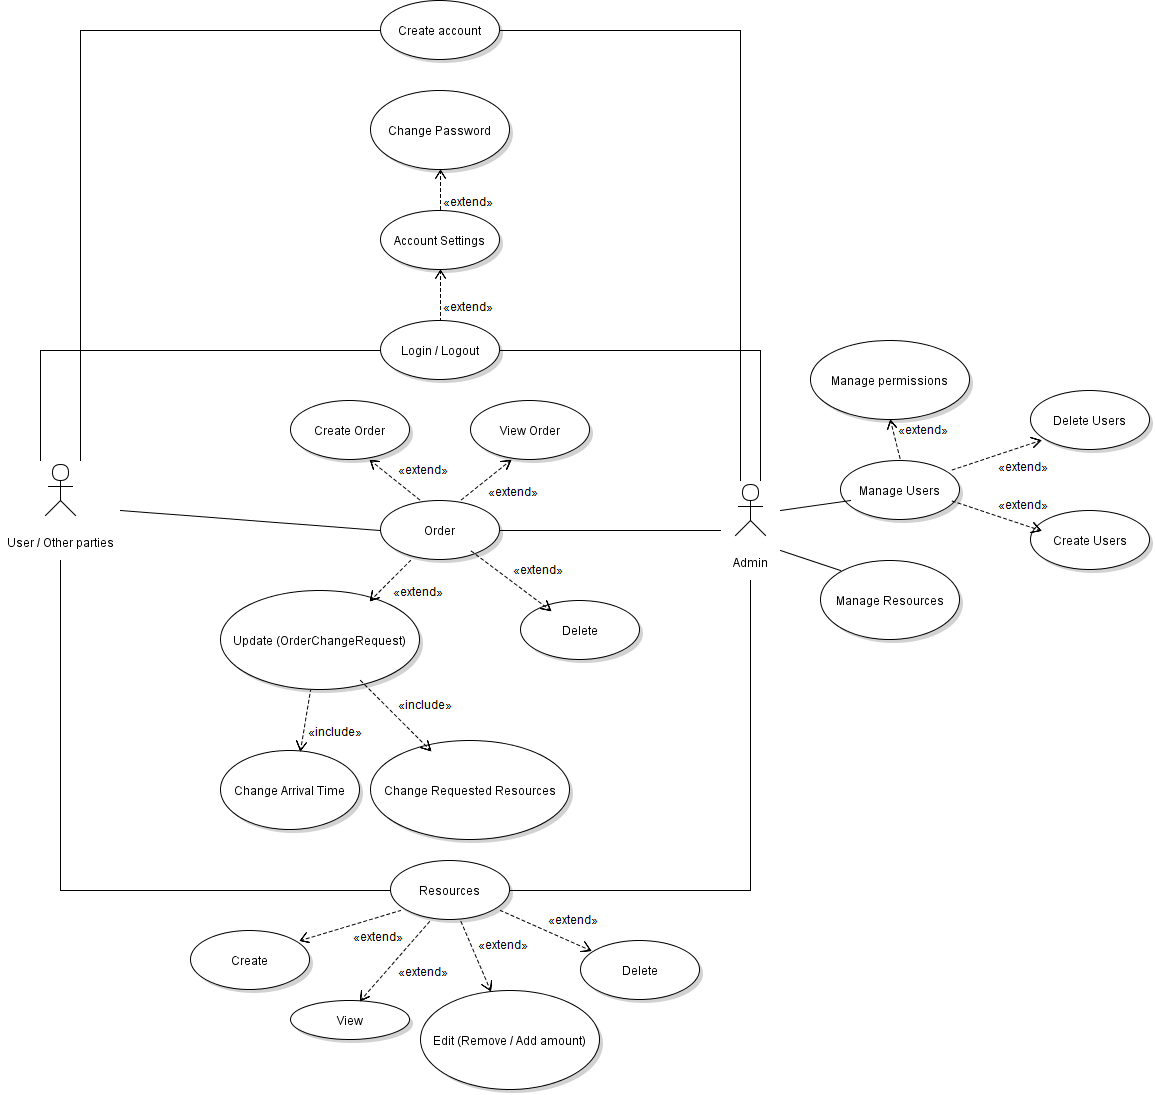 Create account
Change Password
«extend»
Account Settings
«extend»
Login / Logout
Manage permissions
Delete Users
Create Order
View Order
«extend»
«extend»
«extend»
«extend»
Manage Users
«extend»
Order
Create Users
User / Other parties
Admin
«extend»
«extend»
Manage Resources
Delete
Update (OrderChangeRequest)
«include»
«include»
Change Arrival Time
Change Requested Resources
Resources
«extend»
«extend»
«extend»
«extend»
Create
Delete
View
Edit (Remove / Add amount)